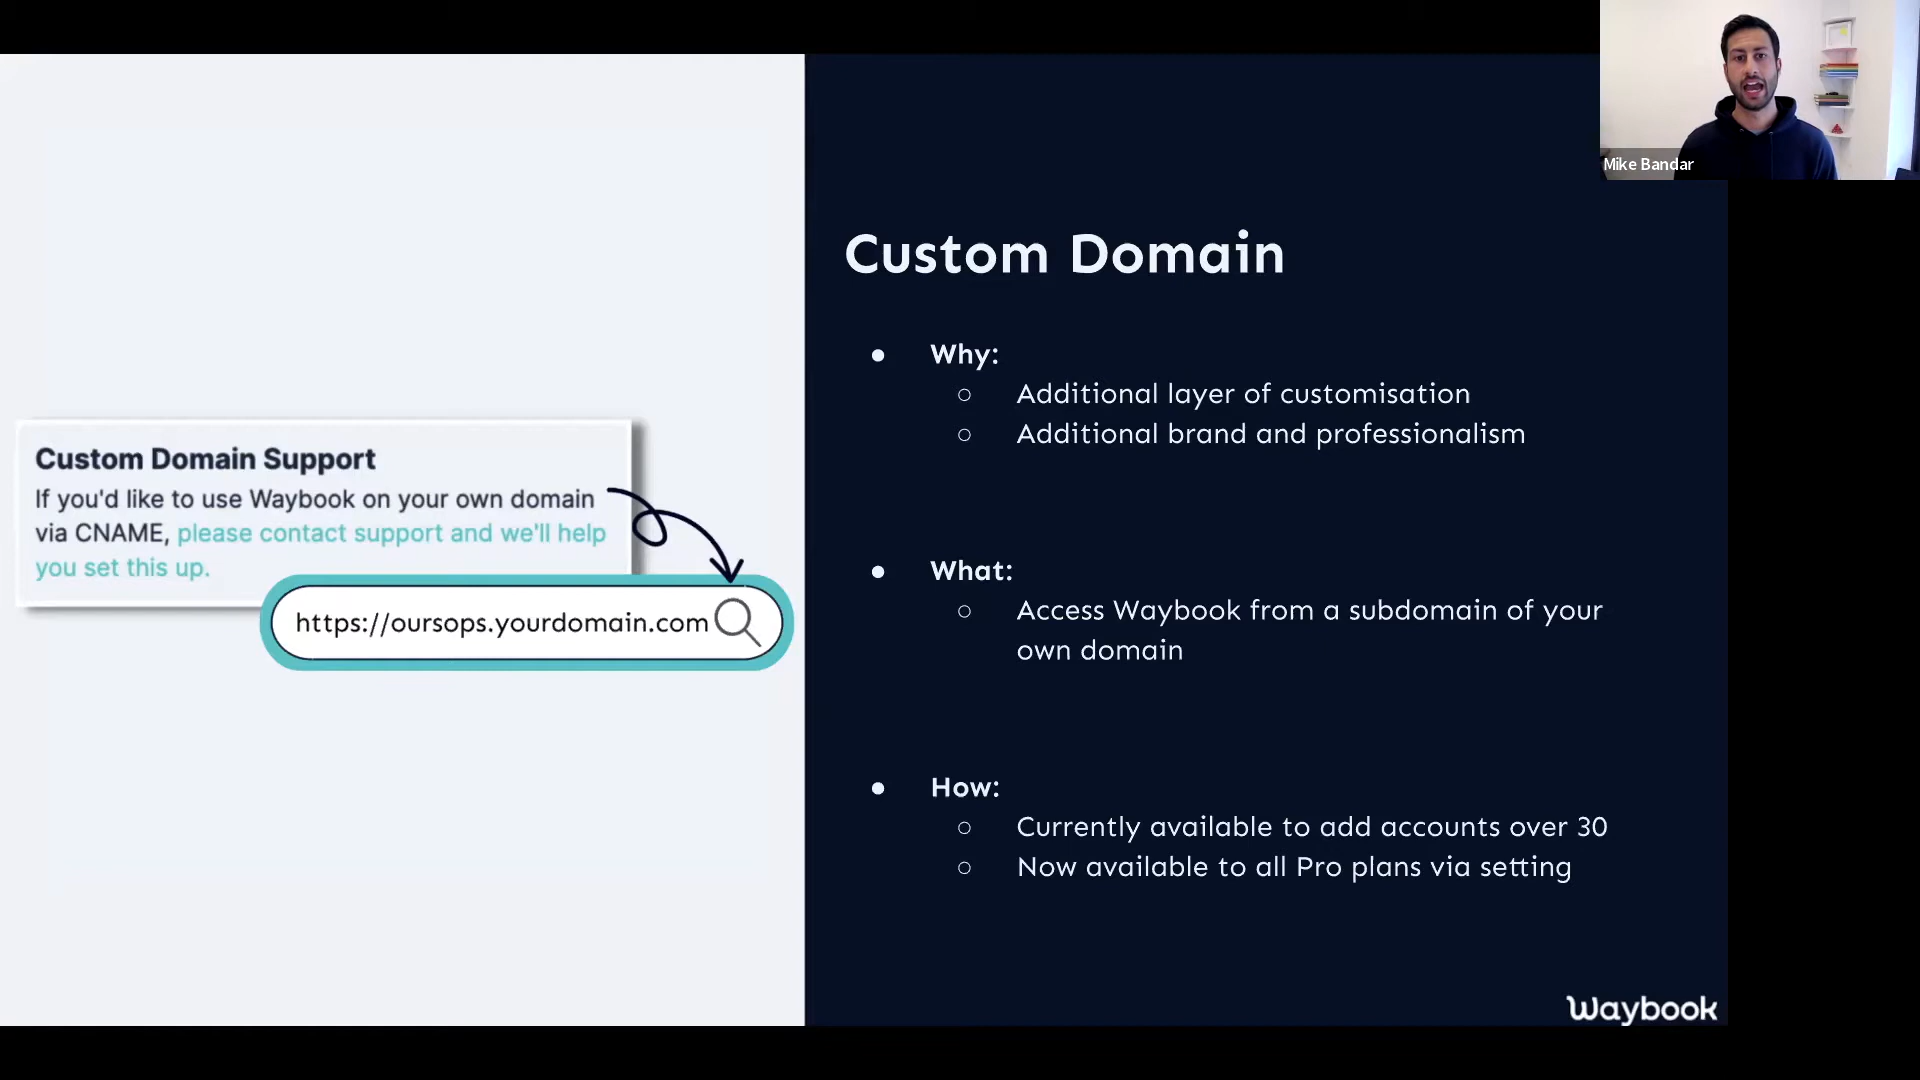 Mike Bandar
Custom Domain Support
If you'd like to use Waybook on your own domain
via CNAME, please contact support and we'll help
you set this up.
https://oursops.yourdomain.com
Custom Domain
● Why:
○ Additional layer of customisation
○ Additional brand and professionalism
● What:
○ Access Waybook from a subdomain of your
own domain
● How:
○ Currently available to add accounts over 30
○ Now available to all Pro plans via setting
Waybook